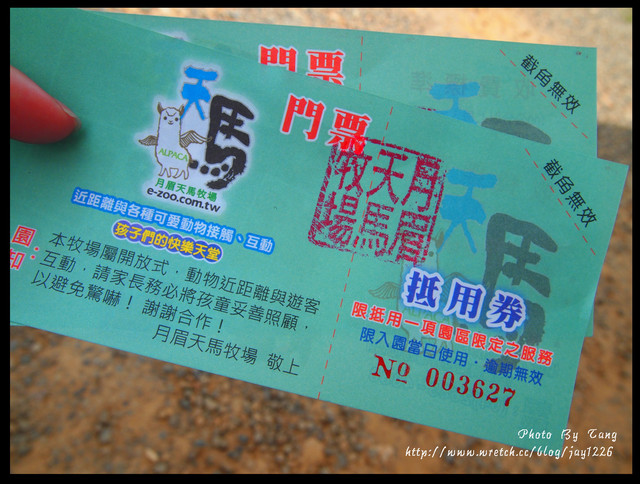 門票
截角無效
門票
天馬
ALPACA
月眉天馬牧場
e-zoo.com.tw
近距離與各種可愛動物接觸、互動
孩子們的快樂天堂
園
知:
本牧場屬開放式，動物近距離與遊客
互動，請家長務必將孩童妥善照顧，
以避免驚嚇！謝謝合作！
月眉天馬牧場 敬上
月眉
天馬
牧場
截角無效
天馬
抵用券
限抵用一項園區限定之服務
限入園當日使用，逾期無效
No 003627
Photo By Tang
http://www.wretch.cc/blog/jay1226